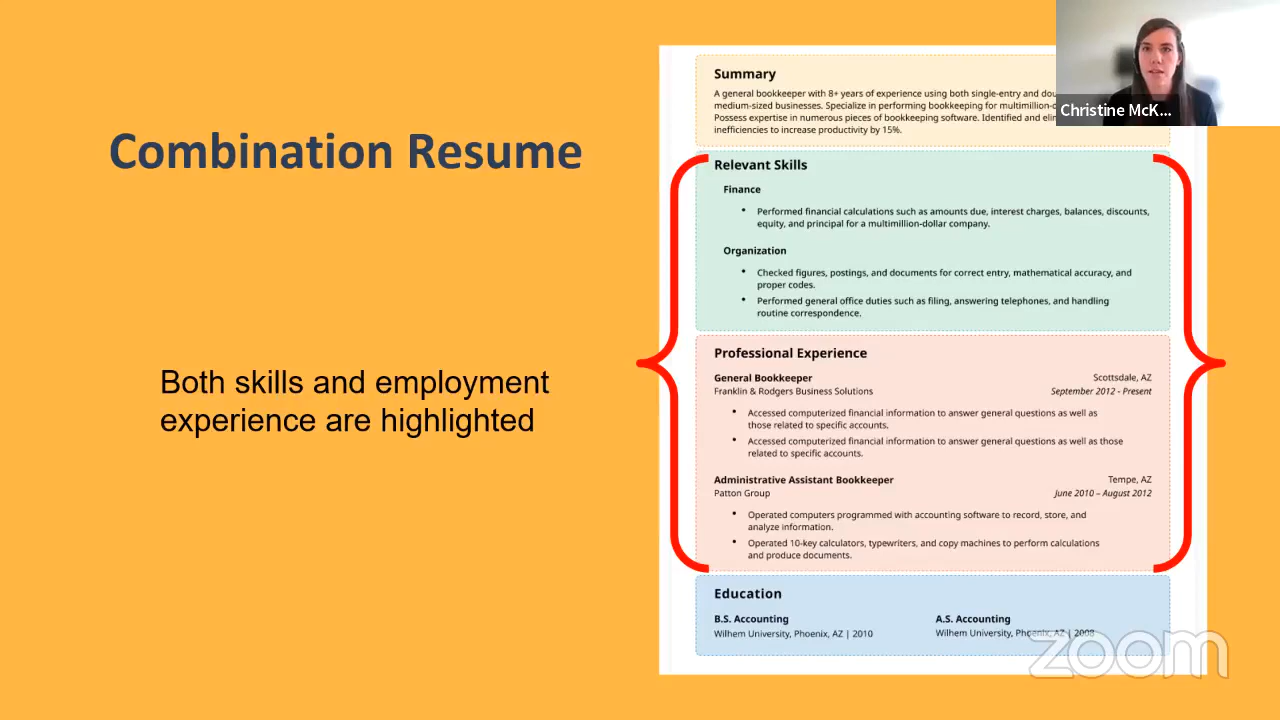 Combination Resume
Both skills and employment
experience are highlighted
Summary
A general bookkeeper with 8+ years of experience using both single-entry and
medium-sized businesses. Specialize in performing bookkeeping for
Possess expertise in numerous pieces of bookkeeping software. Identified and
inefficiencies to increase productivity by 15%.
Relevant Skills
Finance
• Performed financial calculations such as amounts due, interest charges, balances, discounts,
equity, and principal for a multimillion-dollar company.
Organization
• Checked figures, postings, and documents for correct entry, mathematical accuracy, and
proper codes.
• Performed general office duties such as filing, answering telephones, and handling
routine correspondence.
Professional Experience
General Bookkeeper Scottsdale, AZ
Franklin & Rodgers Business Solutions September 2012 - Present
• Accessed computerized financial information to answer general questions as well as
those related to specific accounts.
• Accessed computerized financial information to answer general questions as well as those
related to specific accounts.
Administrative Assistant Bookkeeper Tempe, AZ
Patton Group June 2010 – August 2012
• Operated computers programmed with accounting software to record, store, and
analyze information.
• Operated 10-key calculators, typewriters, and copy machines to perform calculations
and produce documents.
Education
B.S. Accounting A.S. Accounting
Wilhem University, Phoenix, AZ | 2010 Wilhem University, Phoenix, AZ | 2008
Christine McK...
zoom